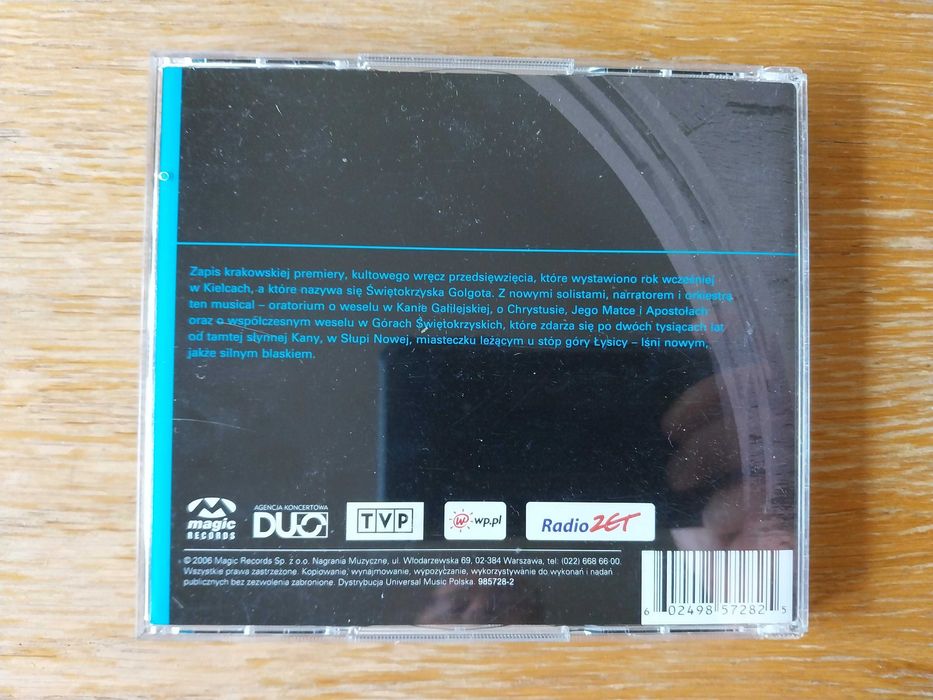 Zapis krakowskiej premiery, kultowego wręcz przedsięwzięcia, które wystawiono rok wcześniej
w Kielcach, a które nazywa się Świętokrzyska Golgota. Z nowymi solistami, narratorem i orkiestrą
ten musical – oratorium o weselu w Kanie Galilejskiej, o Chrystusie, Jego Matce i Apostołach
oraz o współczesnym weselu w Górach Świętokrzyskich, które zdarza się po dwóch tysiącach lat
od tamtej słynnej Kany, w Słupi Nowej, miasteczku leżącym u stóp góry Łysicy – lśni nowym,
jakże silnym blaskiem.
magic
RECORDS
AGENCJA KONCERTOWA
DUO
TVP
wp.pl
Radio ZET
© 2006 Magic Records Sp. z o.o. Nagrania Muzyczne, ul. Włodarzewska 69, 02-384 Warszawa, tel: (022) 668 66 00.
Wszystkie prawa zastrzeżone. Kopiowanie, wynajmowanie, wypożyczanie, wykorzystywanie do wykonań i nadań
publicznych bez zezwolenia zabronione. Dystrybucja Universal Music Polska. 985728-2
6 02498 57282 5